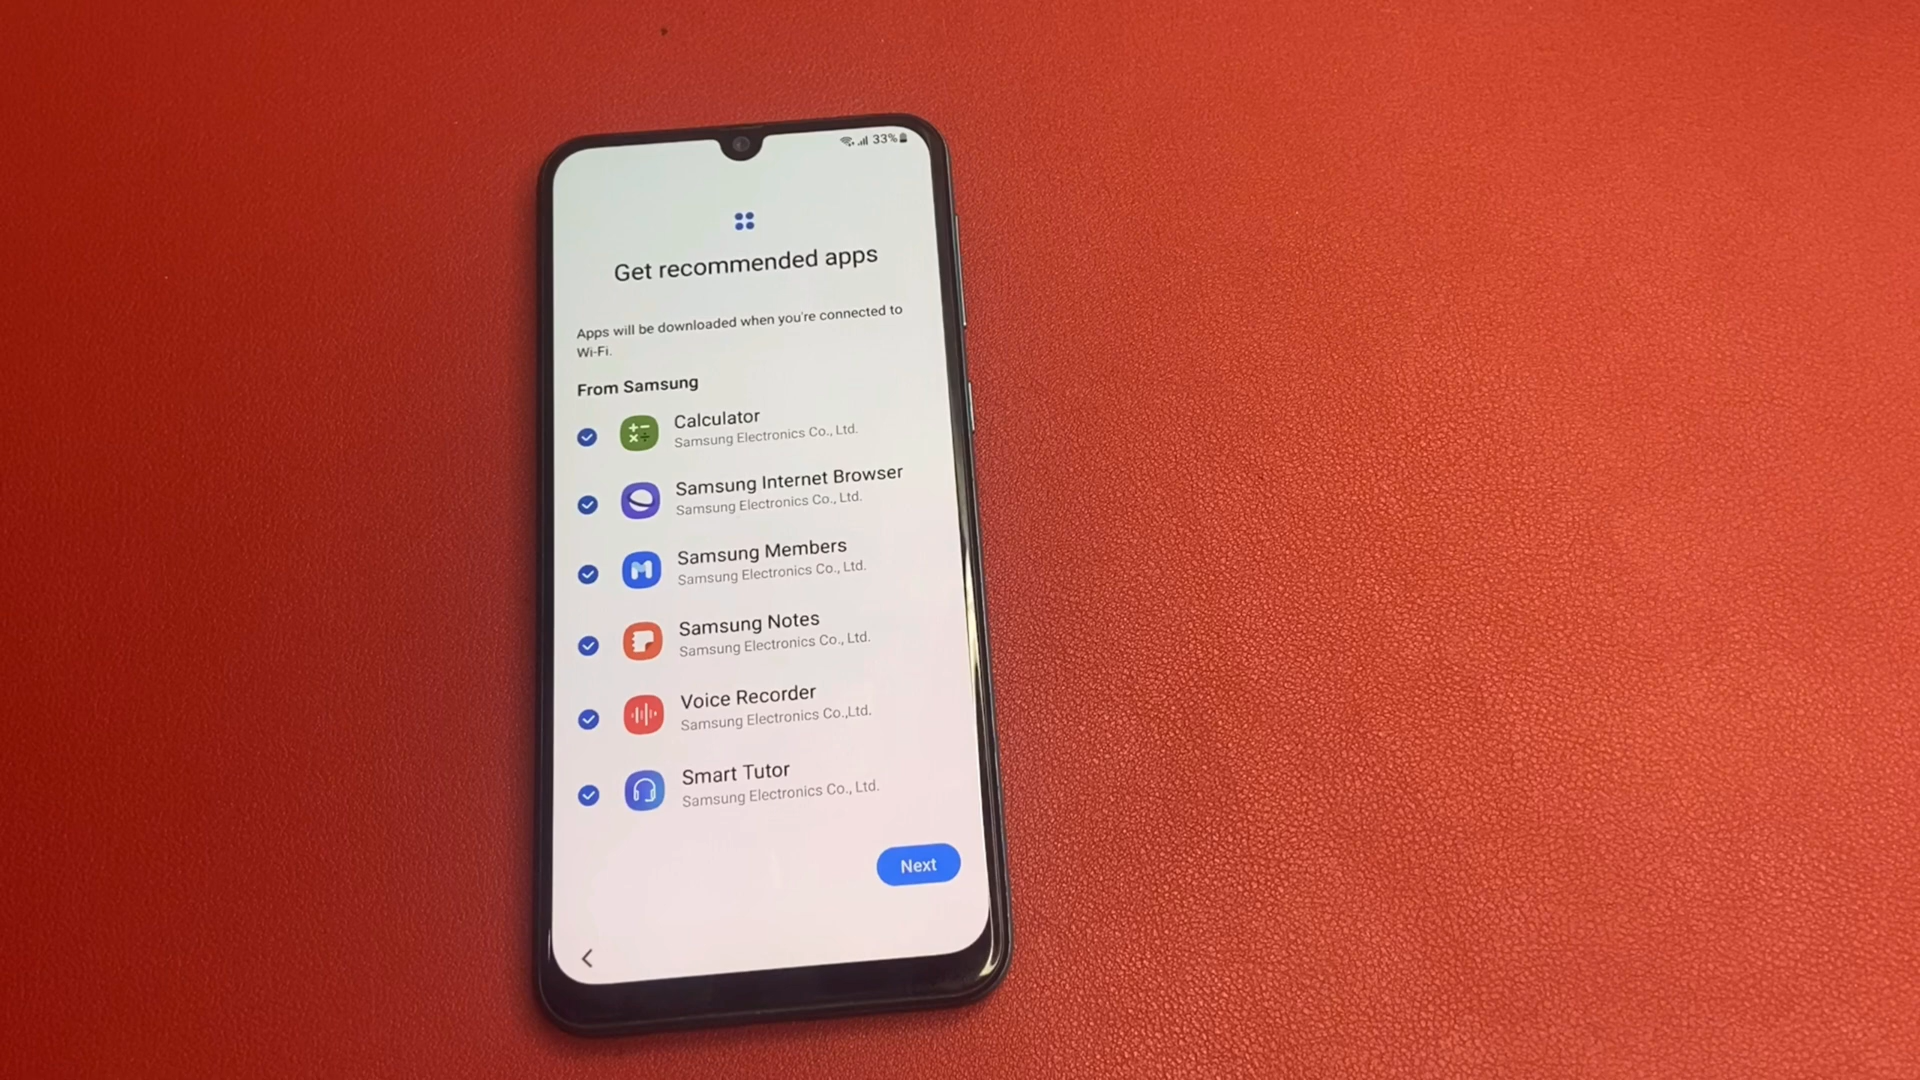 33%
Get recommended apps
Apps will be downloaded when you're connected to
Wi-Fi.
From Samsung
Calculator
Samsung Electronics Co., Ltd.
Samsung Internet Browser
Samsung Electronics Co., Ltd.
Samsung Members
Samsung Electronics Co., Ltd.
Samsung Notes
Samsung Electronics Co., Ltd.
Voice Recorder
Samsung Electronics Co.,Ltd.
Smart Tutor
Samsung Electronics Co., Ltd.
Next